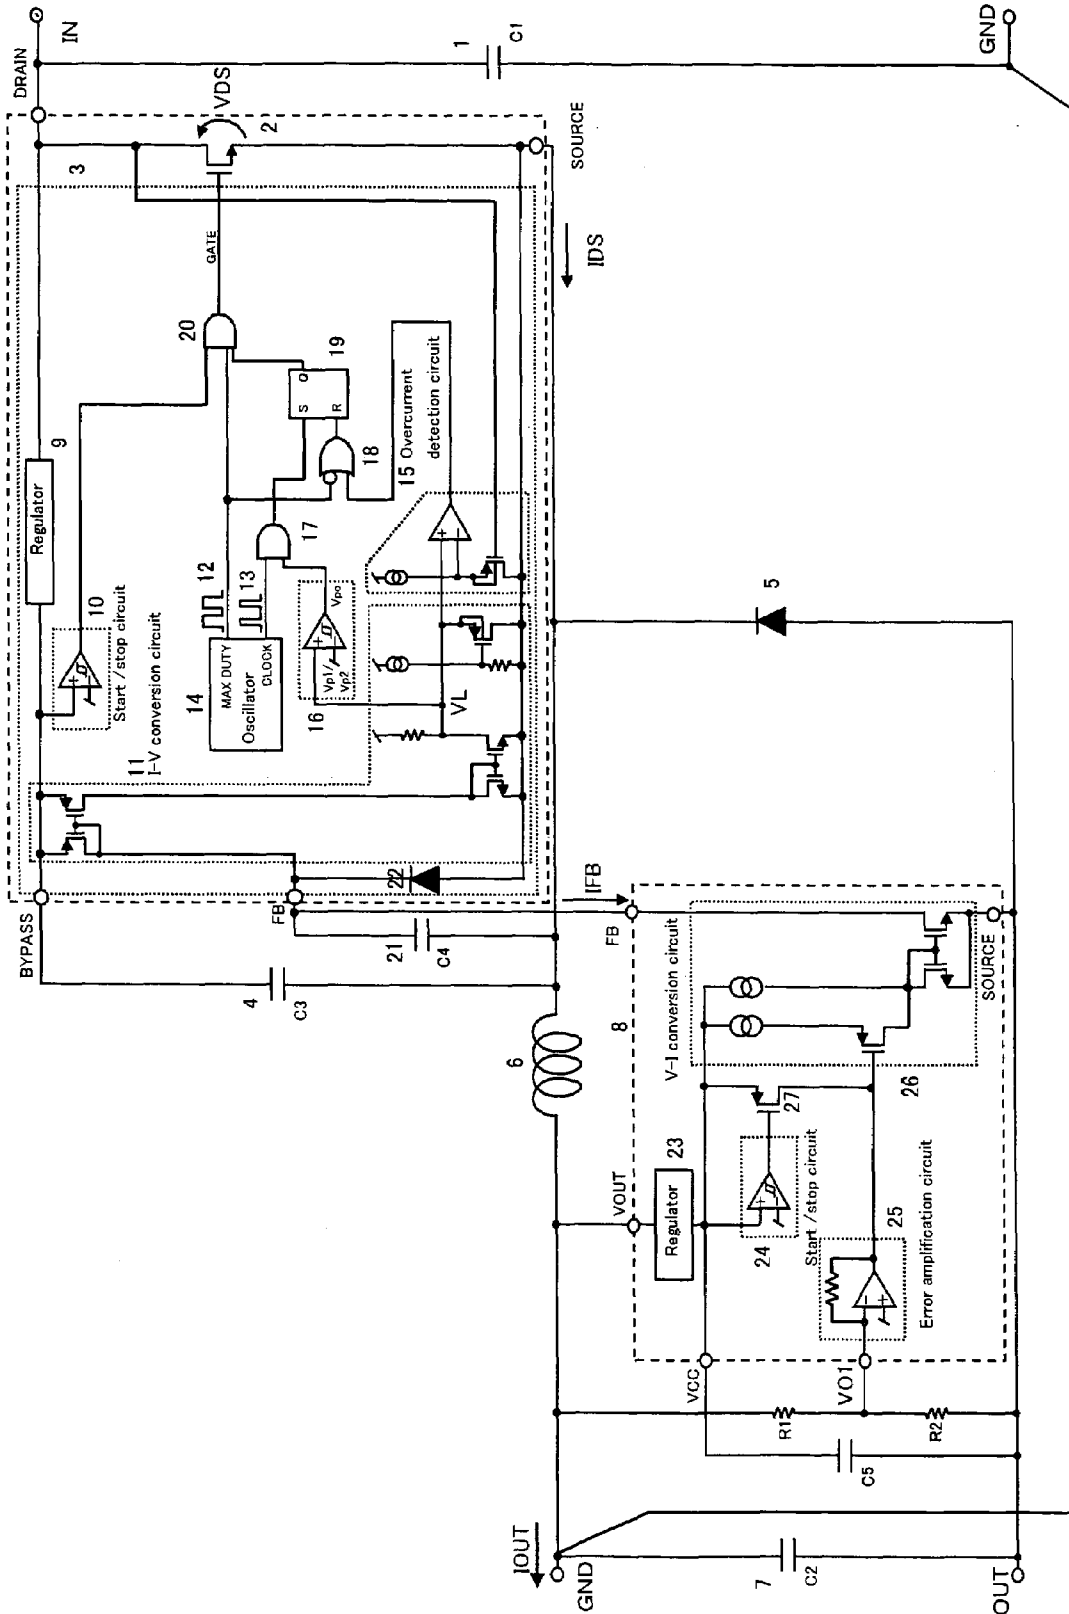 IN
DRAIN
1
C1
GND
VDS
2
3
SOURCE
IDS
GATE
20
9
Regulator
10
Start /stop circuit
11
I-V conversion circuit
12
13
14
MAX DUTY
Oscillator
CLOCK
19
S
Q
R
18
17
15 Overcurrent
detection circuit
16
Vp1/
Vp2
Vpo
+
-
+
-
+
-
VL
5
22
BYPASS
FB
IFB
21
C4
4
C3
6
8
FB
V-I conversion circuit
SOURCE
26
27
VOUT
23
Regulator
24
Start /stop circuit
+
-
25
Error amplification circuit
-
+
VCC
VO1
R1
R2
C5
IOUT
GND
7
C2
OUT